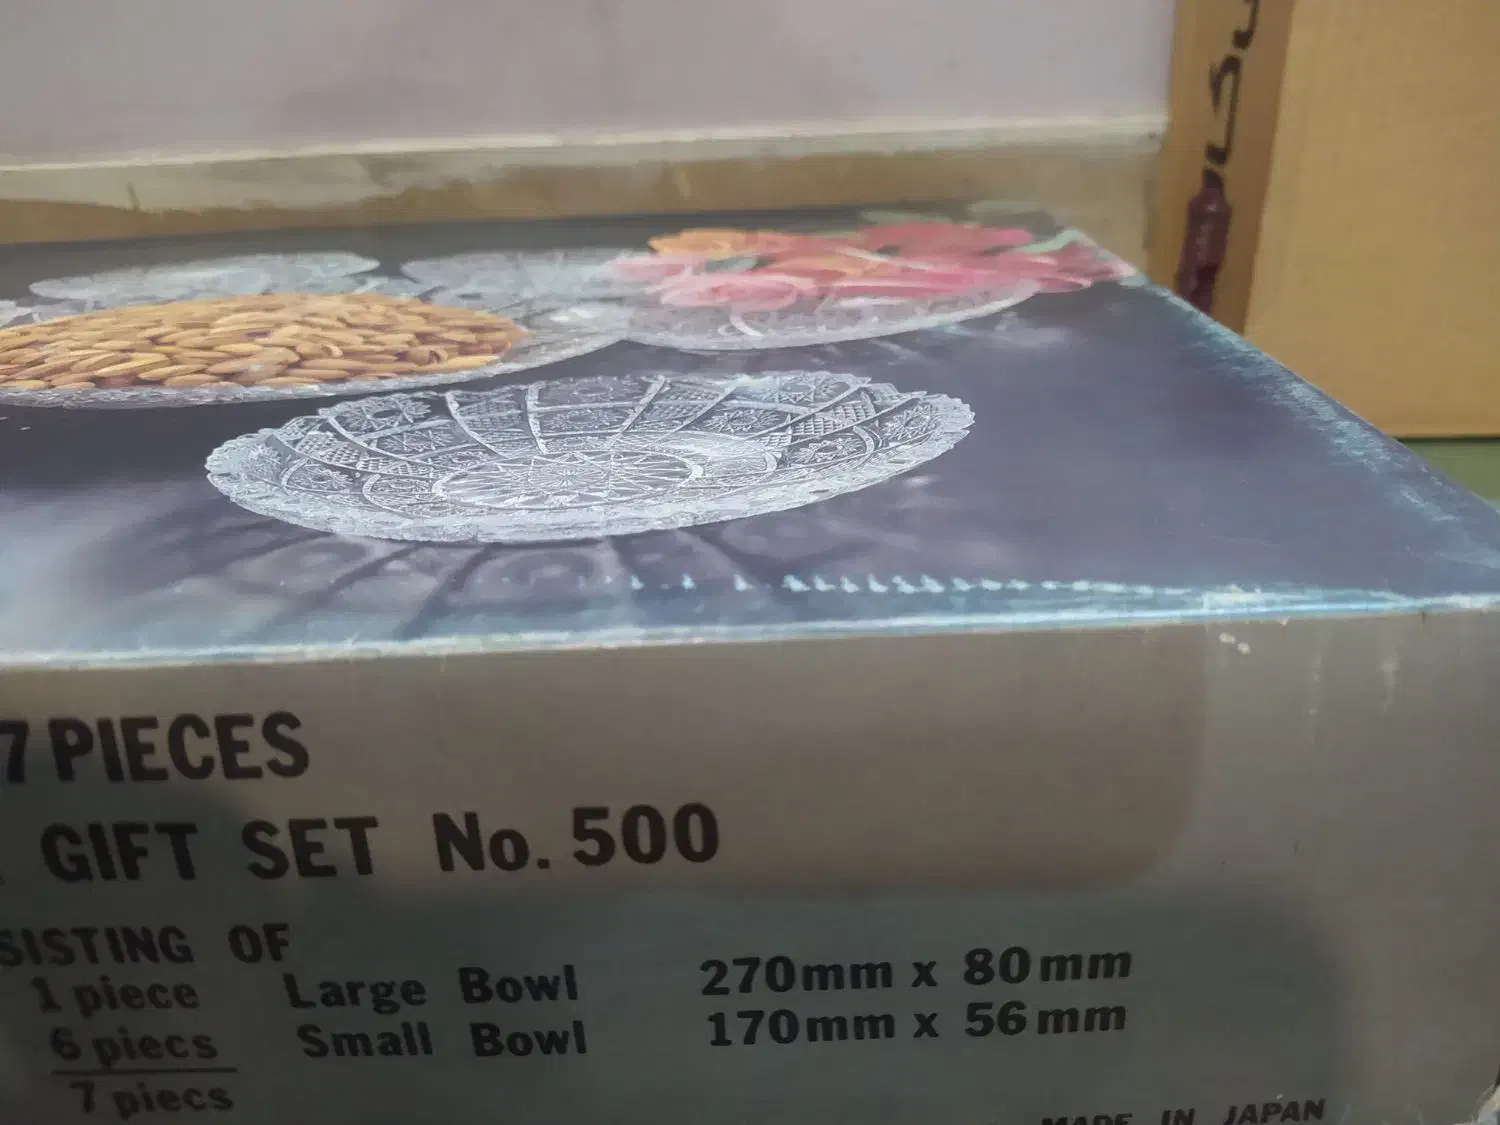 7 PIECES
GIFT SET No. 500
SISTING OF
1 piece Large Bowl 270mm x 80mm
6 piecs Small Bowl 170mm x 56mm
7 piecs
MADE IN JAPAN